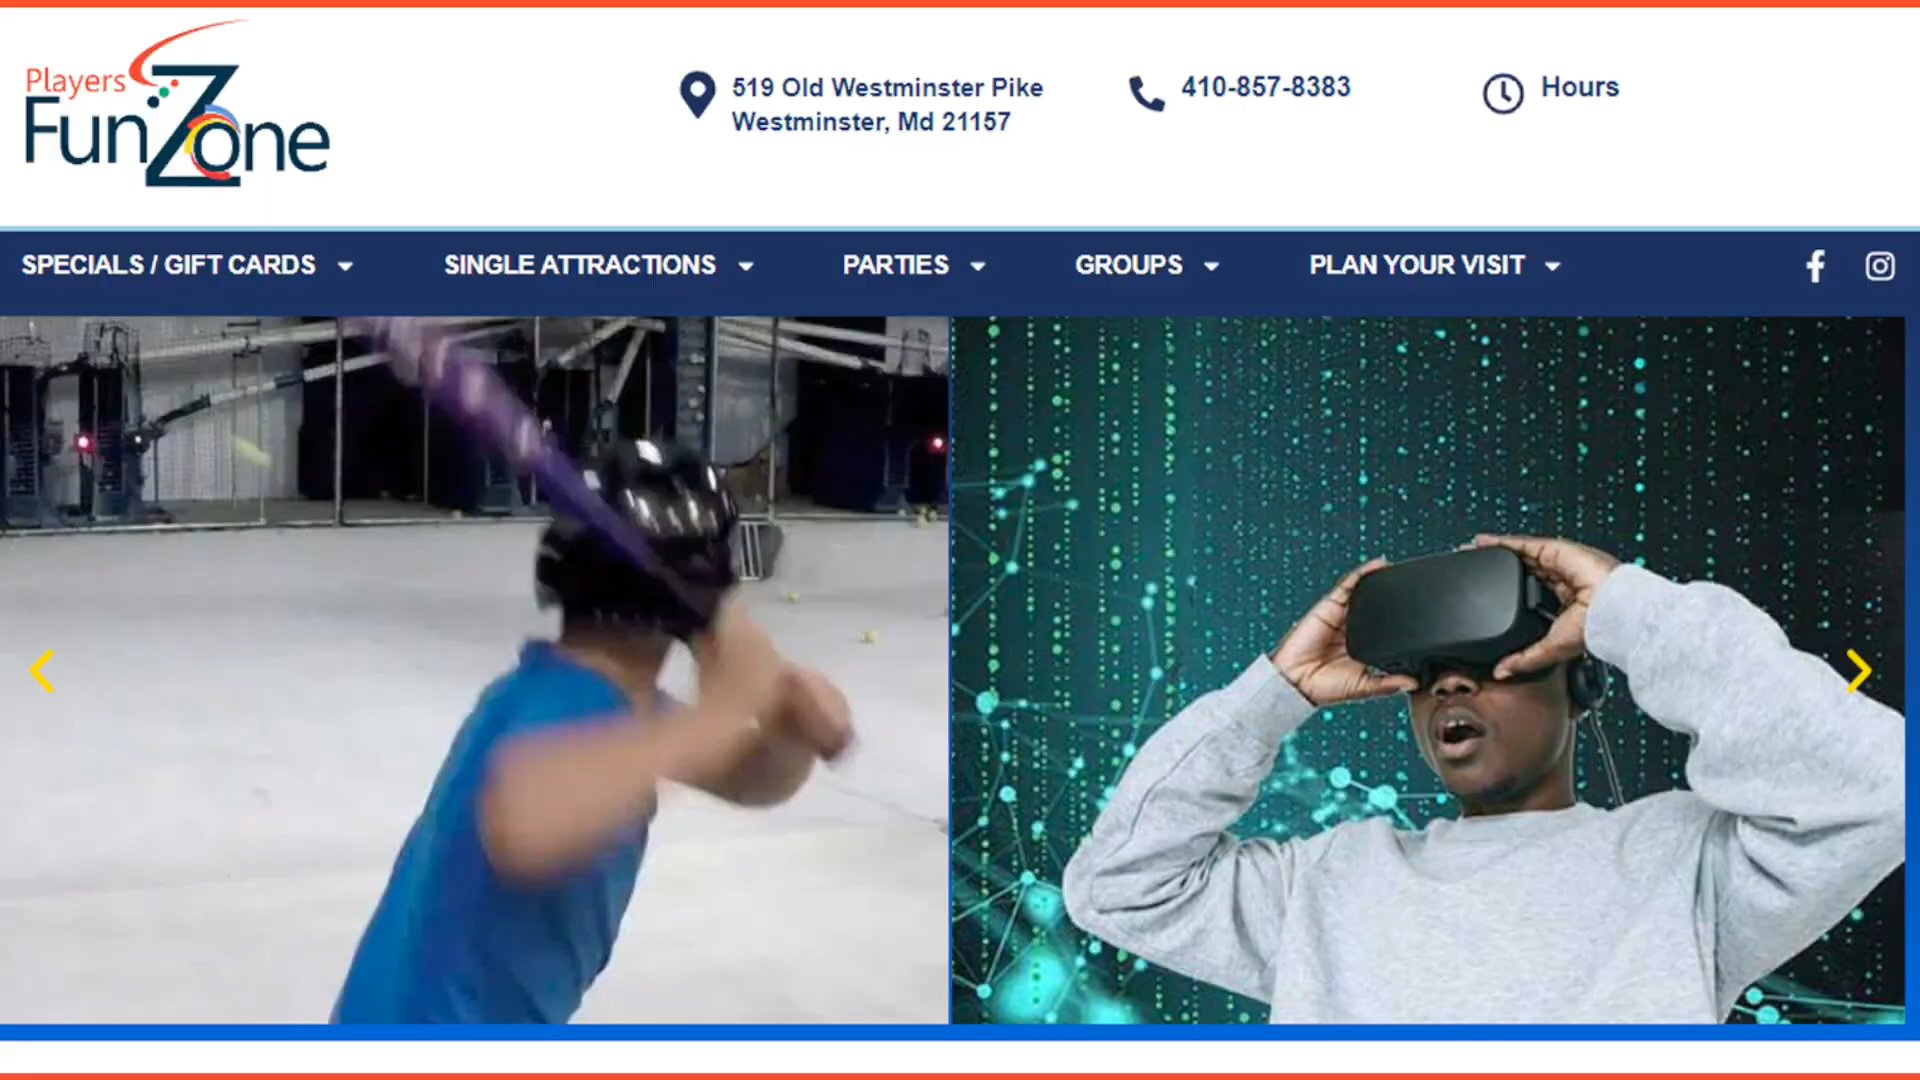 Players
FunZone
519 Old Westminster Pike
Westminster, Md 21157
410-857-8383
Hours
SPECIALS / GIFT CARDS
SINGLE ATTRACTIONS
PARTIES
GROUPS
PLAN YOUR VISIT